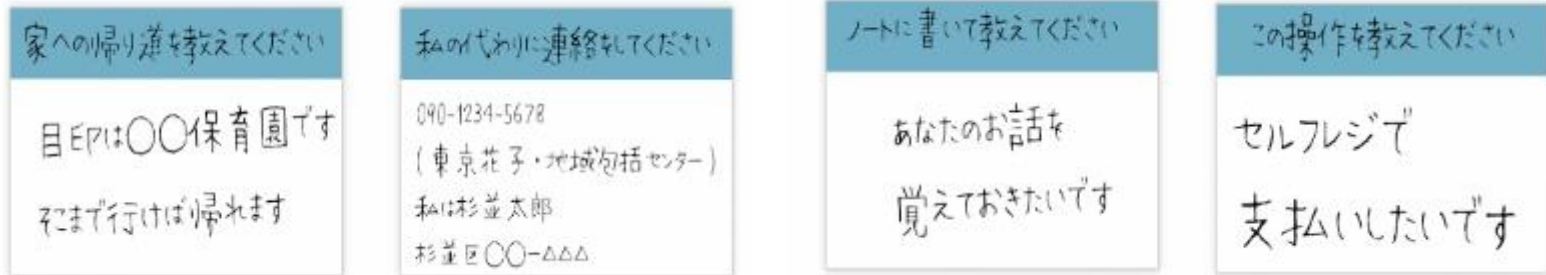 家への帰り道を教えてください
目印は〇〇保育園です
そこまで行けば帰れます
私の代わりに連絡をしてください
090-1234-5678
(東京花子・地域包括センター)
私は杉並太郎
杉並区〇〇-△△△
ノートに書いて教えてください
あなたのお話を
覚えておきたいです
この操作を教えてください
セルフレジで
支払いしたいです